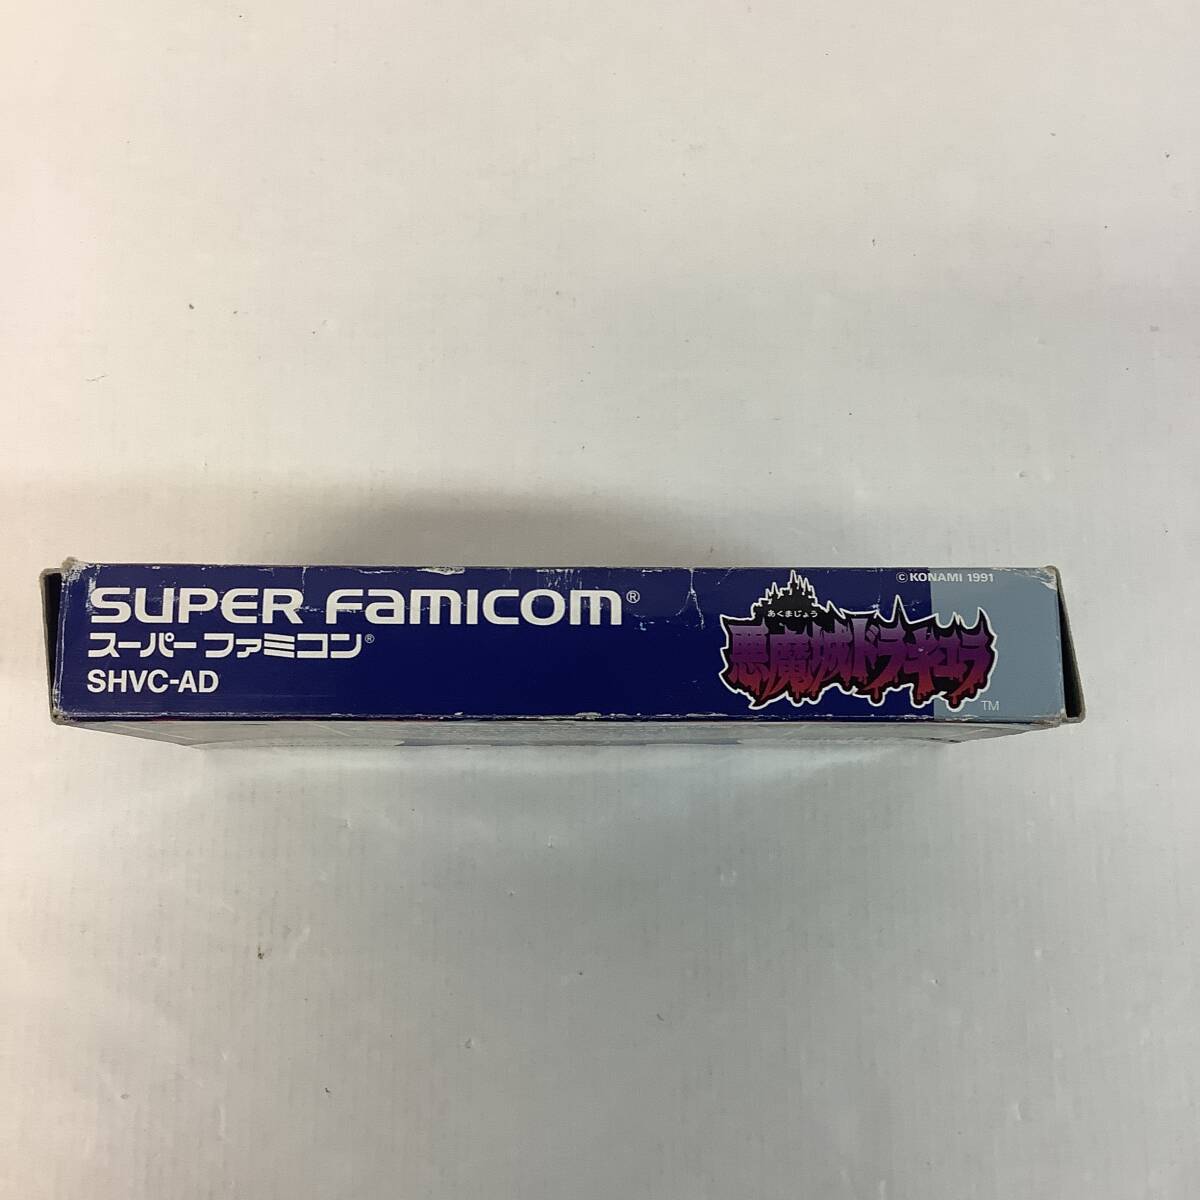 SUPER FAMICOM®
スーパーファミコン®
SHVC-AD
© KONAMI 1991
あくまじょう
悪魔城ドラキュラ
TM